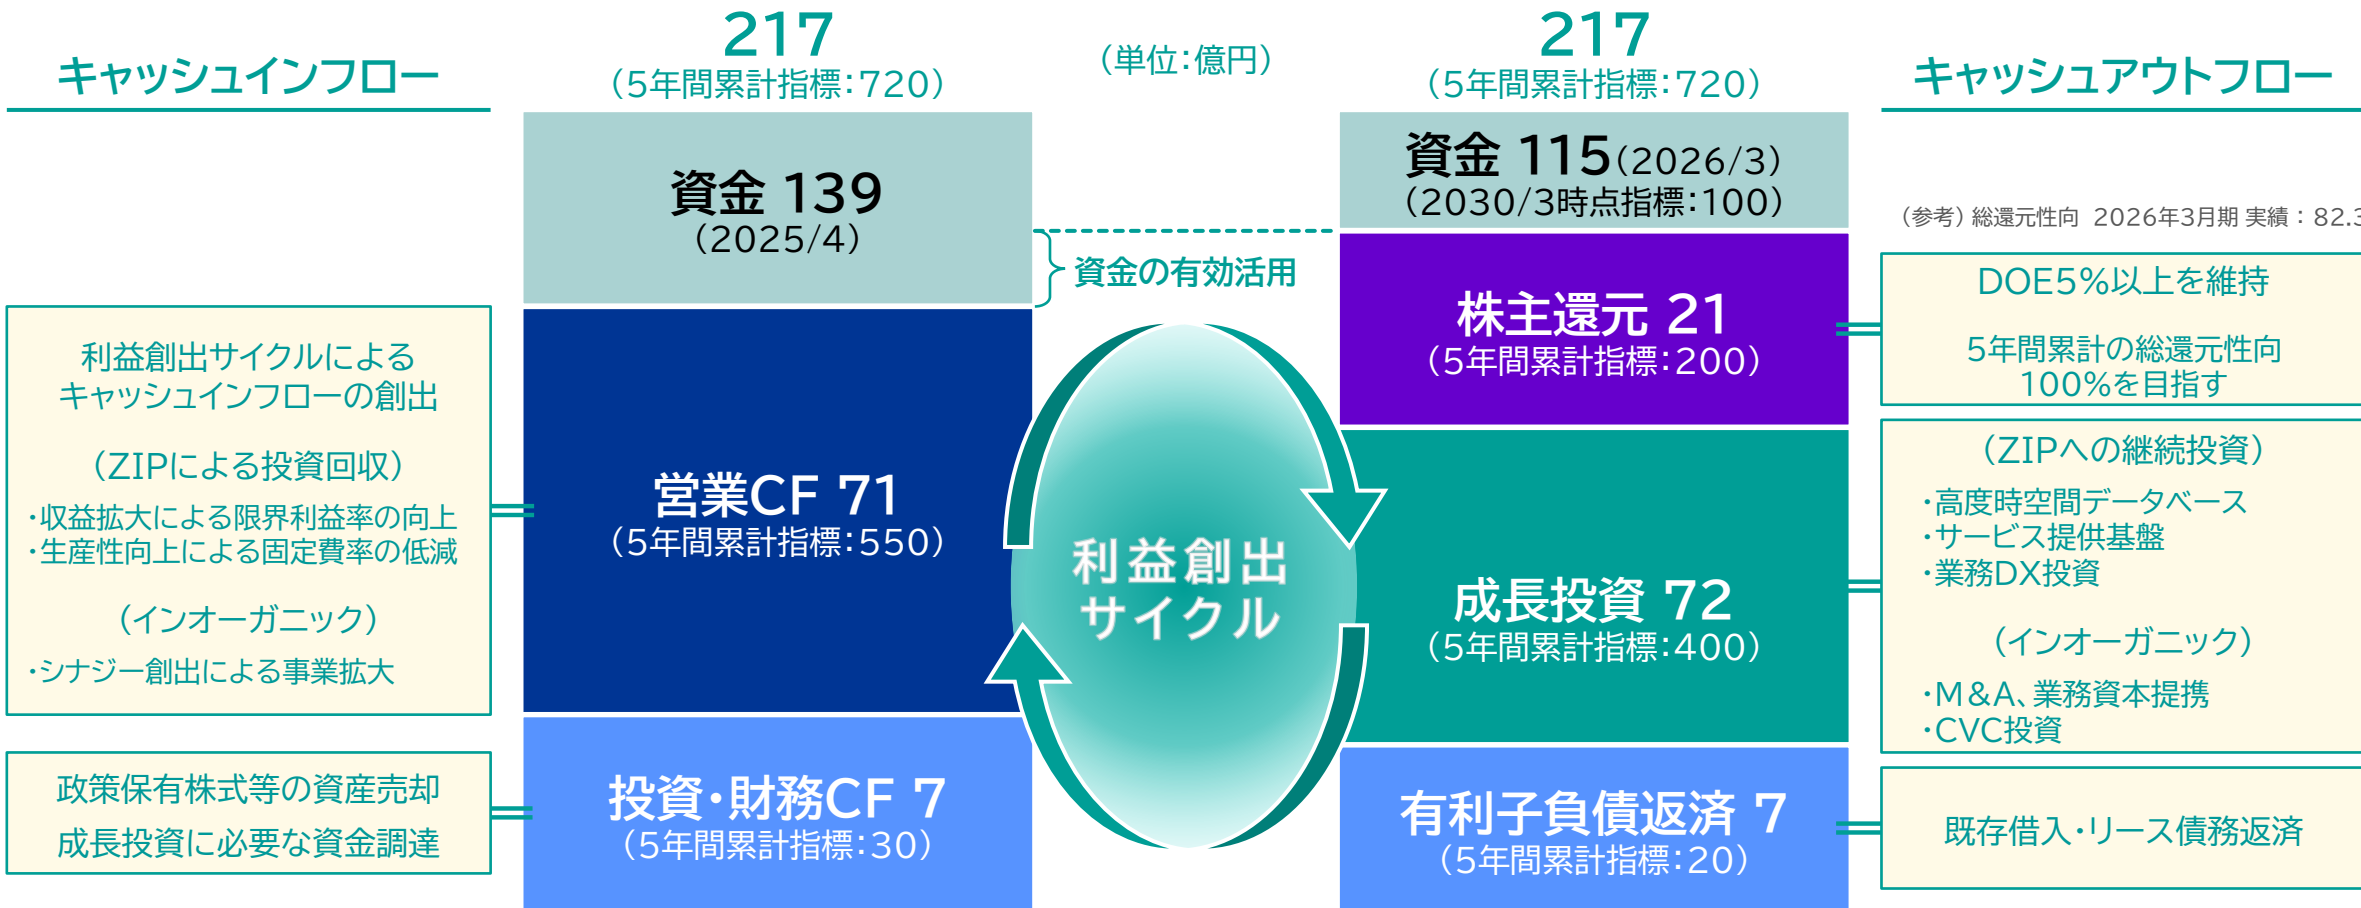 キャッシュインフロー
217
(5年間累計指標:720)
(単位:億円)
217
(5年間累計指標:720)
キャッシュアウトフロー
資金 139
(2025/4)
資金 115(2026/3)
(2030/3時点指標:100)
資金の有効活用
(参考) 総還元性向 2026年3月期 実績:82.3
利益創出サイクルによる
キャッシュインフローの創出
(ZIPによる投資回収)
・収益拡大による限界利益率の向上
・生産性向上による固定費率の低減
(インオーガニック)
・シナジー創出による事業拡大
営業CF 71
(5年間累計指標:550)
利益創出
サイクル
株主還元 21
(5年間累計指標:200)
DOE5%以上を維持
5年間累計の総還元性向
100%を目指す
成長投資 72
(5年間累計指標:400)
(ZIPへの継続投資)
・高度時空間データベース
・サービス提供基盤
・業務DX投資
(インオーガニック)
・M&A、業務資本提携
・CVC投資
政策保有株式等の資産売却
成長投資に必要な資金調達
投資・財務CF 7
(5年間累計指標:30)
有利子負債返済 7
(5年間累計指標:20)
既存借入・リース債務返済